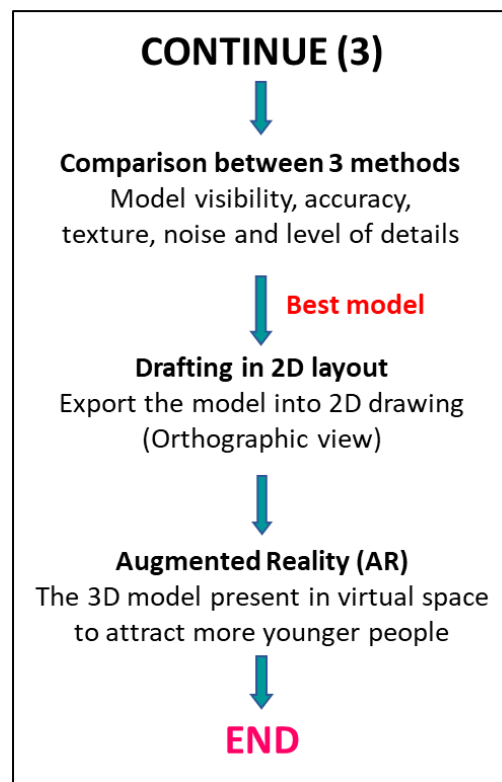 CONTINUE (3)
Comparison between 3 methods
Model visibility, accuracy,
texture, noise and level of details
Best model
Drafting in 2D layout
Export the model into 2D drawing
(Orthographic view)
Augmented Reality (AR)
The 3D model present in virtual space
to attract more younger people
END